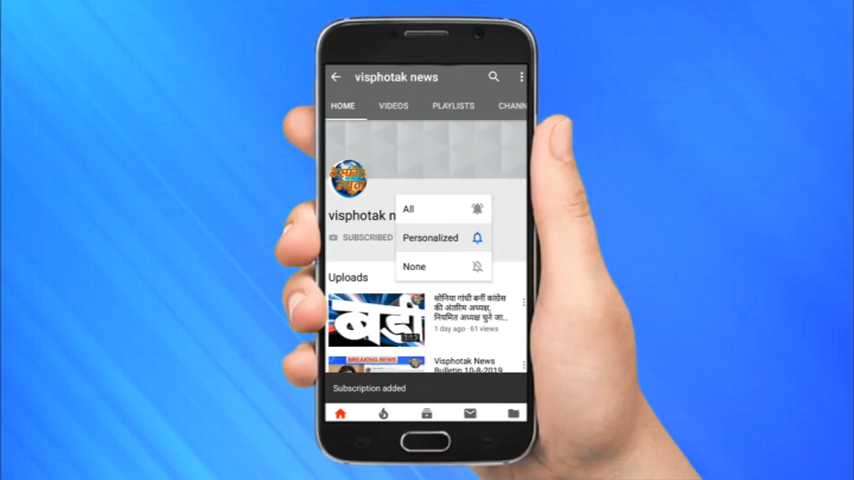 visphotak news
HOME VIDEOS PLAYLISTS CHANN
विस्फोट
न्यूज
All
visphotak n
Personalized
SUBSCRIBED
None
Uploads
बडी
सोनिया गांधी बनीं कांग्रेस
की अंतरिम अध्यक्ष,
नियमित अध्यक्ष चुने जा...
1 day ago · 61 views
BREAKING NEWS
Visphotak News
Bulletin 10-8-2019
Subscription added